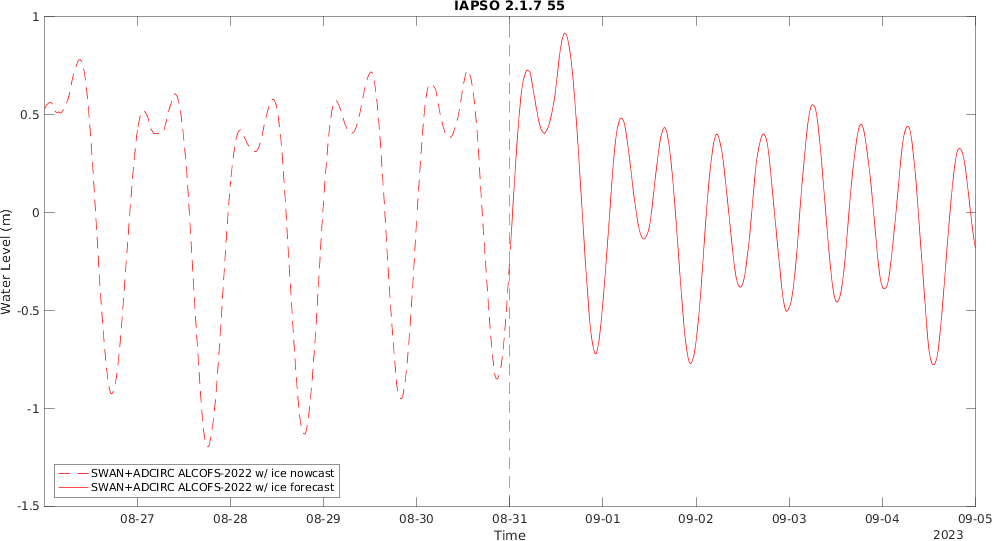 IAPSO 2.1.7 55
Water Level (m)
1
0.5
0
-0.5
-1
-1.5
SWAN+ADCIRC ALCOFS-2022 w/ ice nowcast
SWAN+ADCIRC ALCOFS-2022 w/ ice forecast
08-27 08-28 08-29 08-30 08-31 09-01 09-02 09-03 09-04 09-05
Time
2023